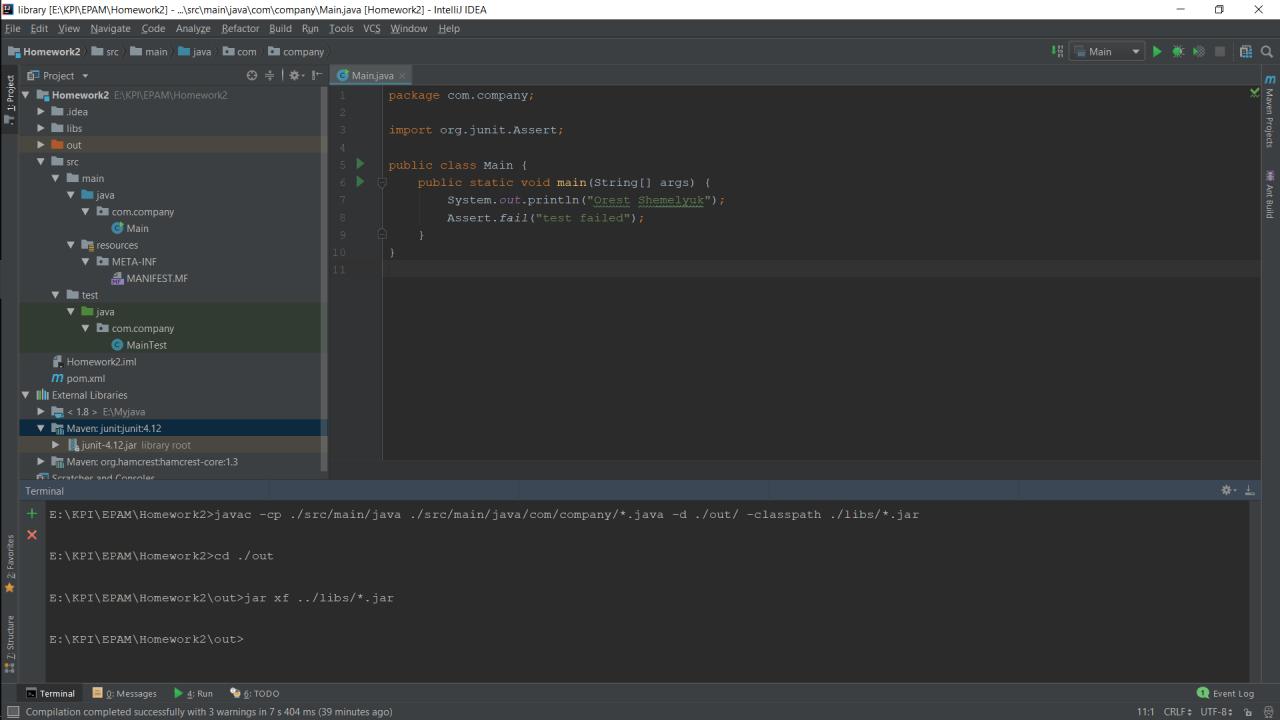 library [E:\KPI\EPAM\Homework2] - ...\src\main\java\com\company\Main.java [Homework2] - IntelliJ IDEA
File Edit View Navigate Code Analyze Refactor Build Run Tools VCS Window Help
Homework2 src main java com company
Main
Project
Main.java
1: Project
Homework2 E:\KPI\EPAM\Homework2
.idea
libs
out
src
main
java
com.company
Main
resources
META-INF
MANIFEST.MF
test
java
com.company
MainTest
Homework2.iml
pom.xml
External Libraries
< 1.8 > E:\Myjava
Maven: junit:junit:4.12
junit-4.12.jar library root
Maven: org.hamcrest:hamcrest-core:1.3
Scratches and Consoles
1 package com.company;
2
3 import org.junit.Assert;
4
5 public class Main {
6 public static void main(String[] args) {
7 System.out.println("Orest Shemelyuk");
8 Assert.fail("test failed");
9 }
10 }
11
Maven Projects
Ant Build
Terminal
E:\KPI\EPAM\Homework2>javac -cp ./src/main/java ./src/main/java/com/company/*.java -d ./out/ -classpath ./libs/*.jar
E:\KPI\EPAM\Homework2>cd ./out
E:\KPI\EPAM\Homework2\out>jar xf ../libs/*.jar
E:\KPI\EPAM\Homework2\out>
2: Favorites
7: Structure
Terminal 0: Messages 4: Run 6: TODO
1 Event Log
Compilation completed successfully with 3 warnings in 7 s 404 ms (39 minutes ago)
11:1 CRLF UTF-8